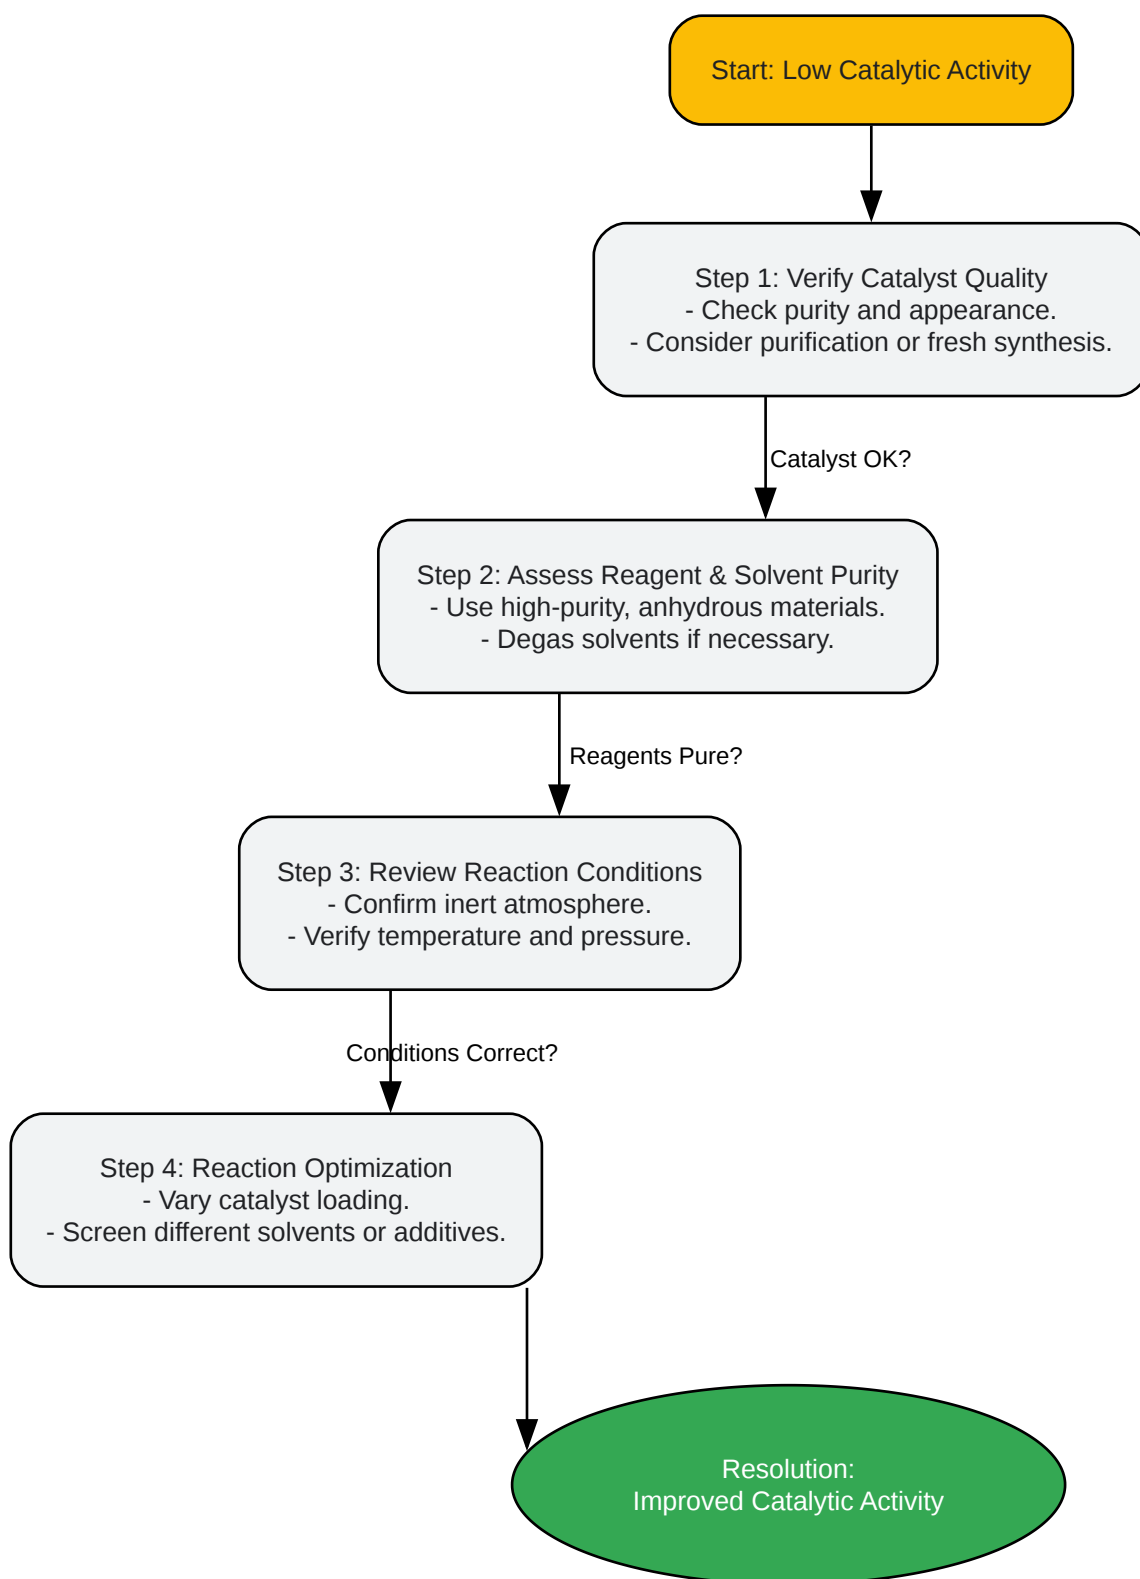 Start: Low Catalytic Activity
Step 1: Verify Catalyst Quality
- Check purity and appearance.
- Consider purification or fresh synthesis.
Catalyst OK?
Step 2: Assess Reagent & Solvent Purity
- Use high-purity, anhydrous materials.
- Degas solvents if necessary.
Reagents Pure?
Step 3: Review Reaction Conditions
- Confirm inert atmosphere.
- Verify temperature and pressure.
Conditions Correct?
Step 4: Reaction Optimization
- Vary catalyst loading.
- Screen different solvents or additives.
Resolution:
Improved Catalytic Activity